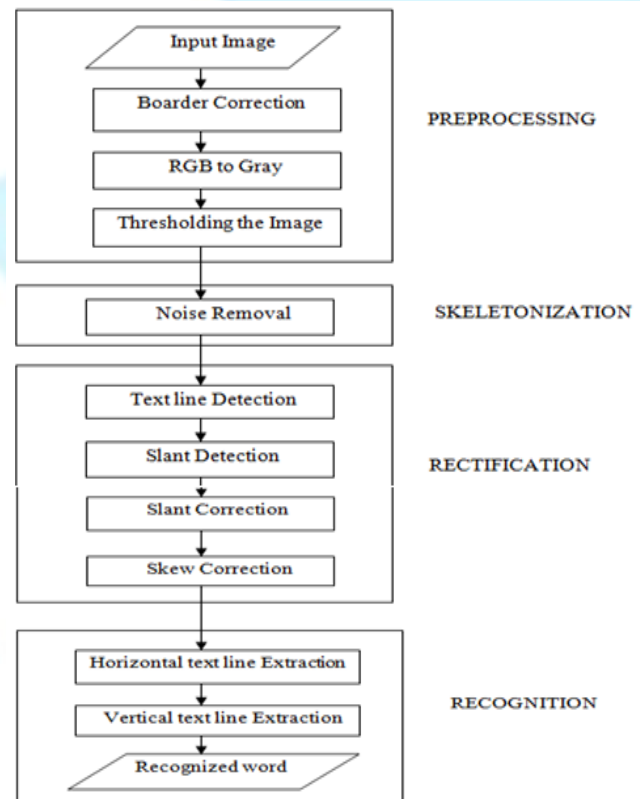 Input Image
Boarder Correction
PREPROCESSING
RGB to Gray
Thresholding the Image
Noise Removal
SKELETONIZATION
Text line Detection
Slant Detection
RECTIFICATION
Slant Correction
Skew Correction
Horizontal text line Extraction
RECOGNITION
Vertical text line Extraction
Recognized word